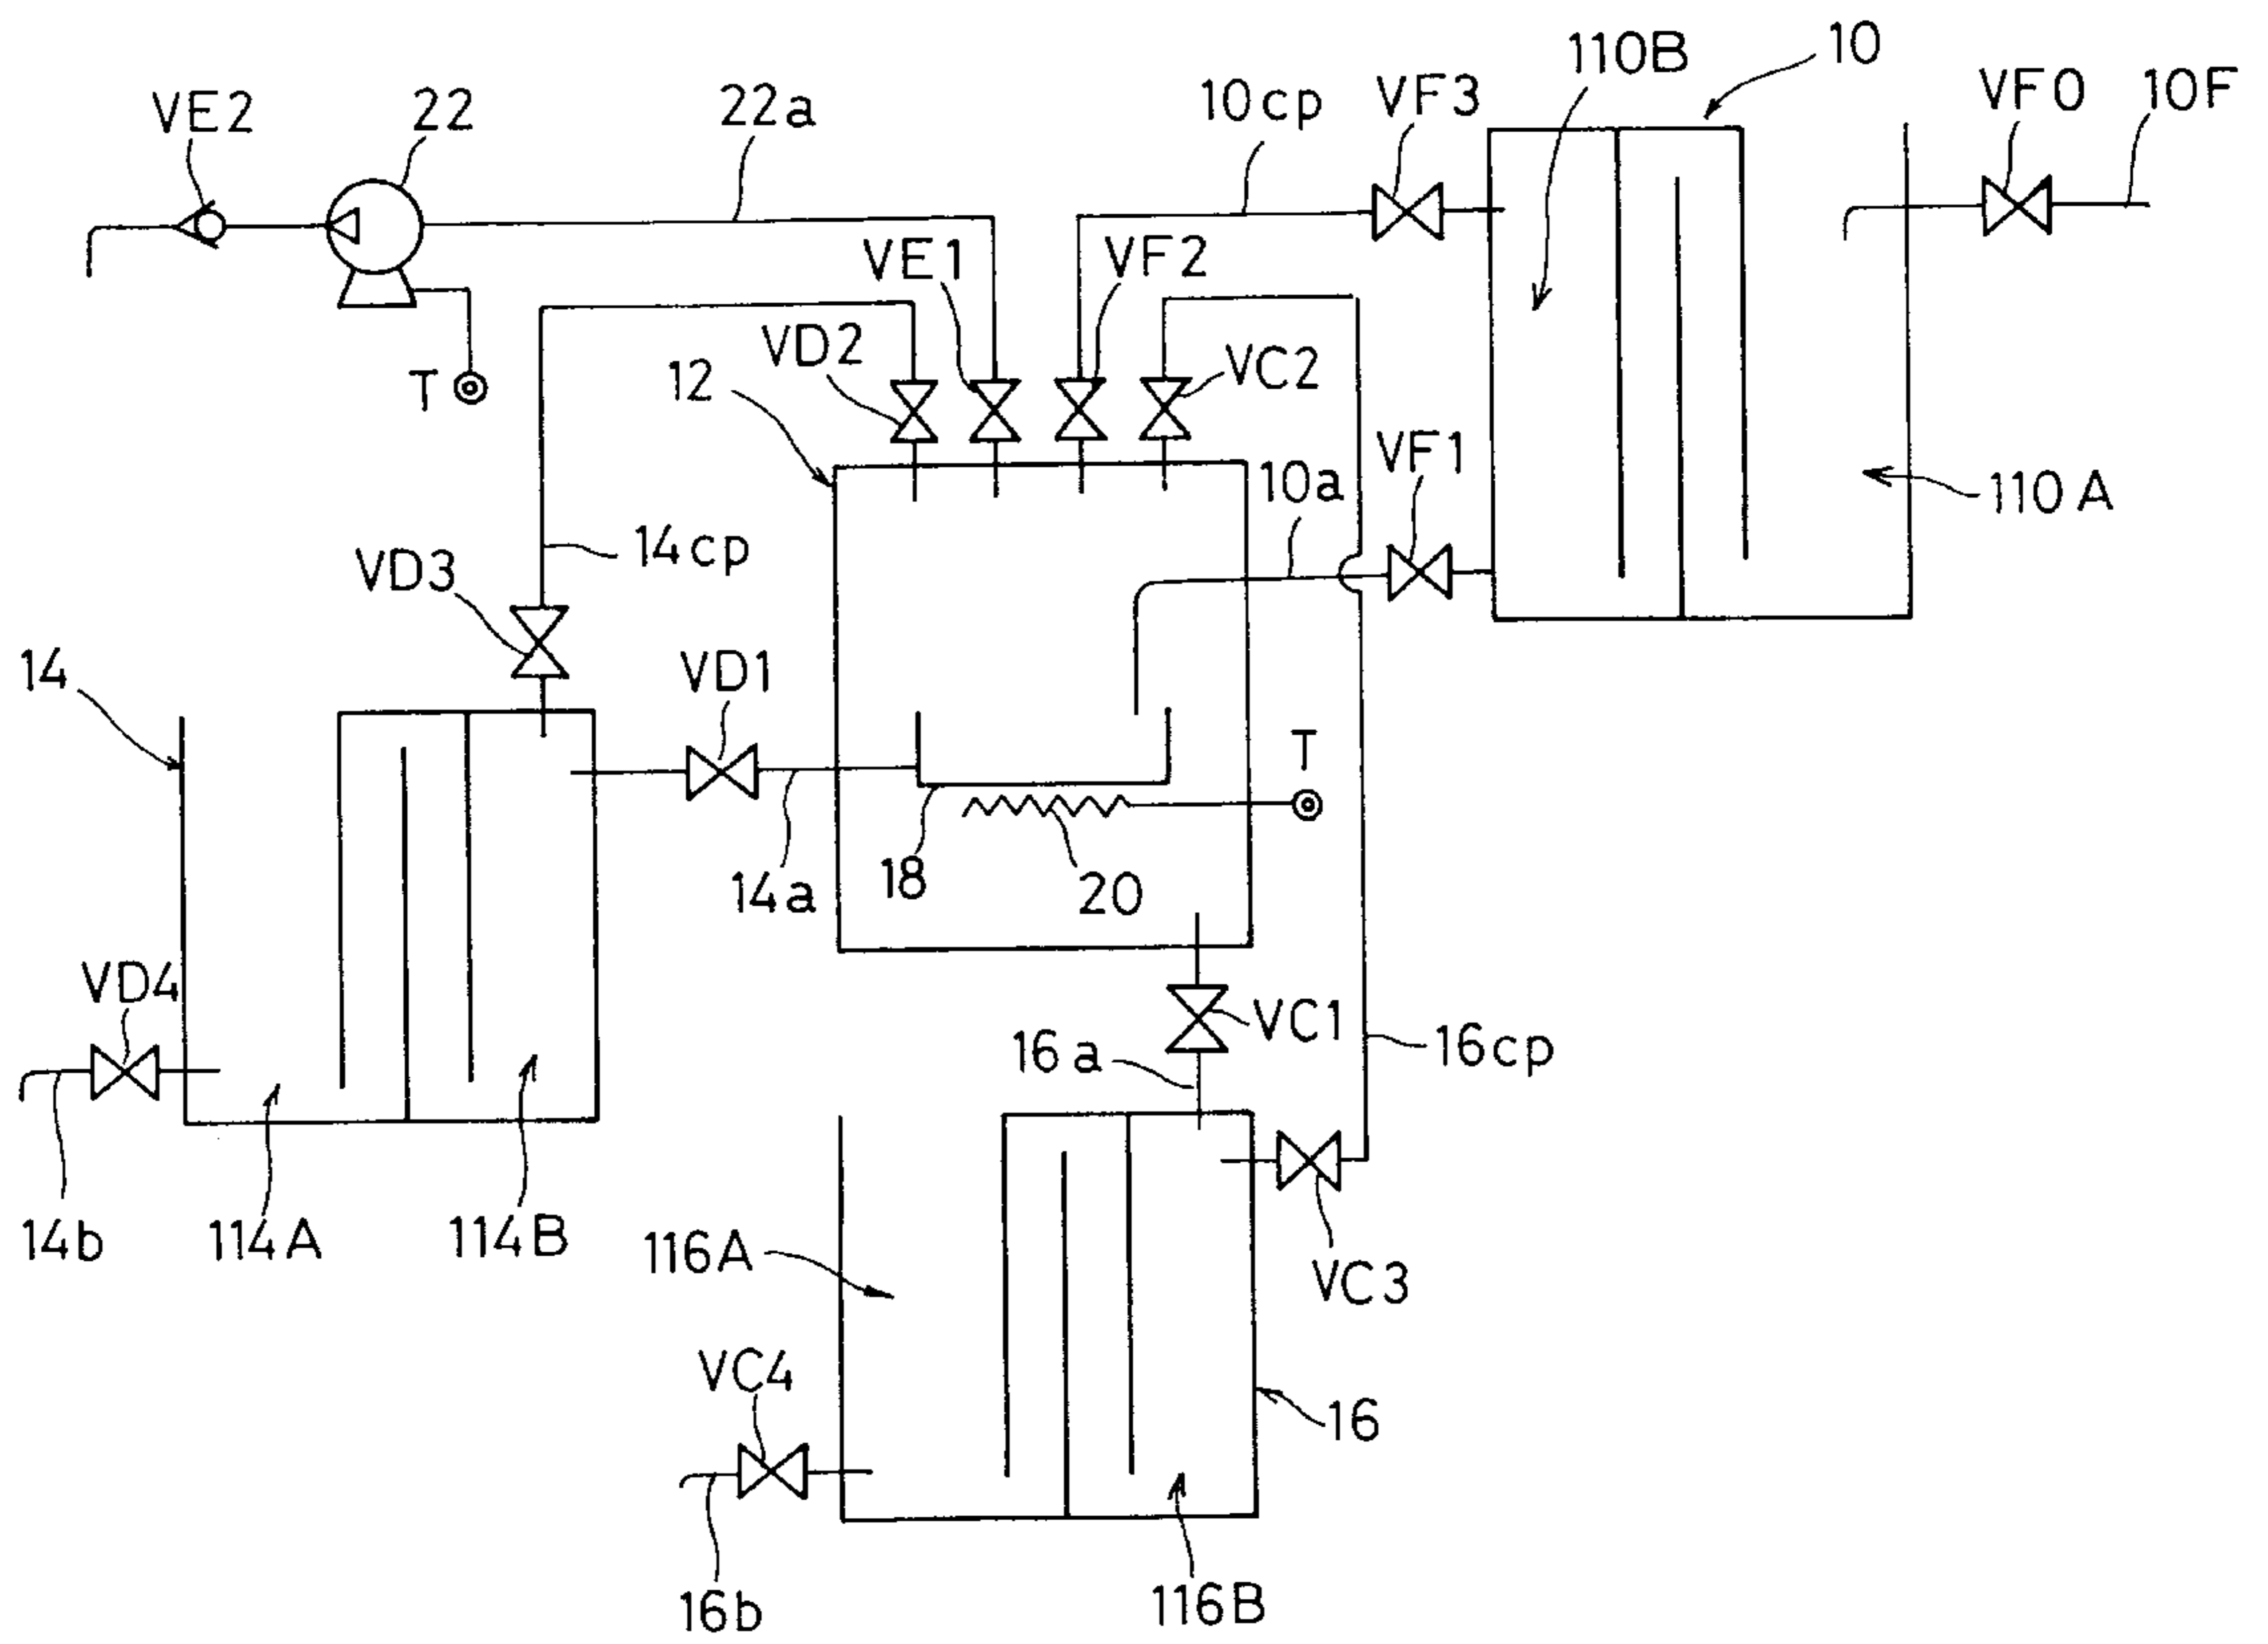 110B
10
VE2
22
22a
10cp
VF3
VF0
10F
VE1
VF2
VD2
12
VC2
T
10a
VF1
110A
14cp
VD3
14
VD1
T
14a
18
20
VD4
VC1
16a
16cp
14b
114A
114B
116A
VC3
VC4
16
16b
116B